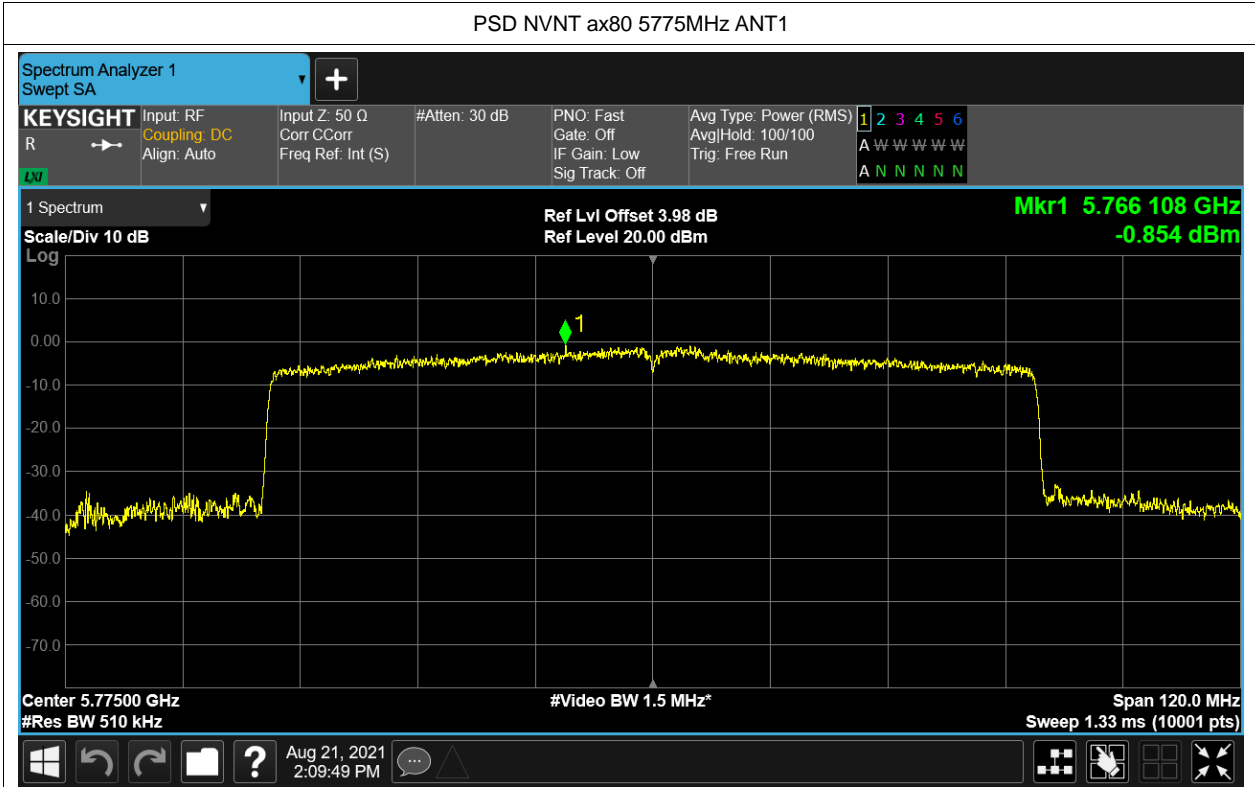 PSD NVNT ax80 5775MHz ANT1
Spectrum Analyzer 1
Swept SA
+
KEYSIGHT
R
LXI
Input: RF
Coupling: DC
Align: Auto
Input Z: 50 Ω
Corr CCorr
Freq Ref: Int (S)
#Atten: 30 dB
PNO: Fast
Gate: Off
IF Gain: Low
Sig Track: Off
Avg Type: Power (RMS)
Avg|Hold: 100/100
Trig: Free Run
1 2 3 4 5 6
A W W W W W
A N N N N N
1 Spectrum
Scale/Div 10 dB
Log
Ref Lvl Offset 3.98 dB
Ref Level 20.00 dBm
Mkr1 5.766 108 GHz
-0.854 dBm
10.0
1
0.00
-10.0
-20.0
-30.0
-40.0
-50.0
-60.0
-70.0
Center 5.77500 GHz
#Res BW 510 kHz
#Video BW 1.5 MHz*
Span 120.0 MHz
Sweep 1.33 ms (10001 pts)
?
Aug 21, 2021
2:09:49 PM